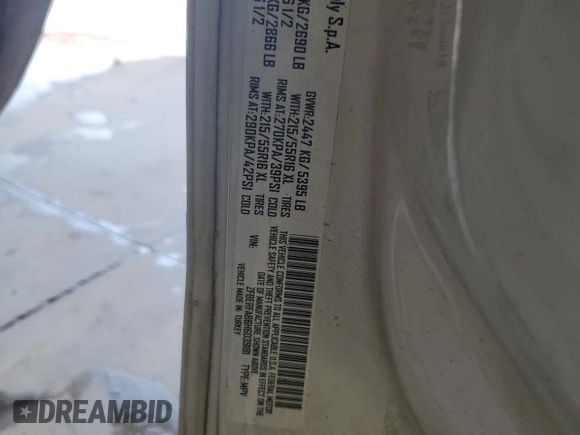 ly S.p.A.
GVWR:2447 KG/5395 LB
KG/2690 LB WITH:215/55R16 XL TIRES
6 1/2 RIMS AT:270KPA/39PSI COLD
KG/2866 LB WITH:215/55R16 XL TIRES
6 1/2 RIMS AT:290KPA/42PSI COLD
THIS VEHICLE CONFORMS TO ALL APPLICABLE U.S.A. FEDERAL MOTOR
VEHICLE SAFETY AND THEFT PREVENTION STANDARDS IN EFFECT ON THE
DATE OF MANUFACTURE SHOWN ABOVE.
VIN: TYPE:MPV
VEHICLE MADE IN: TURKEY
DREAMBID